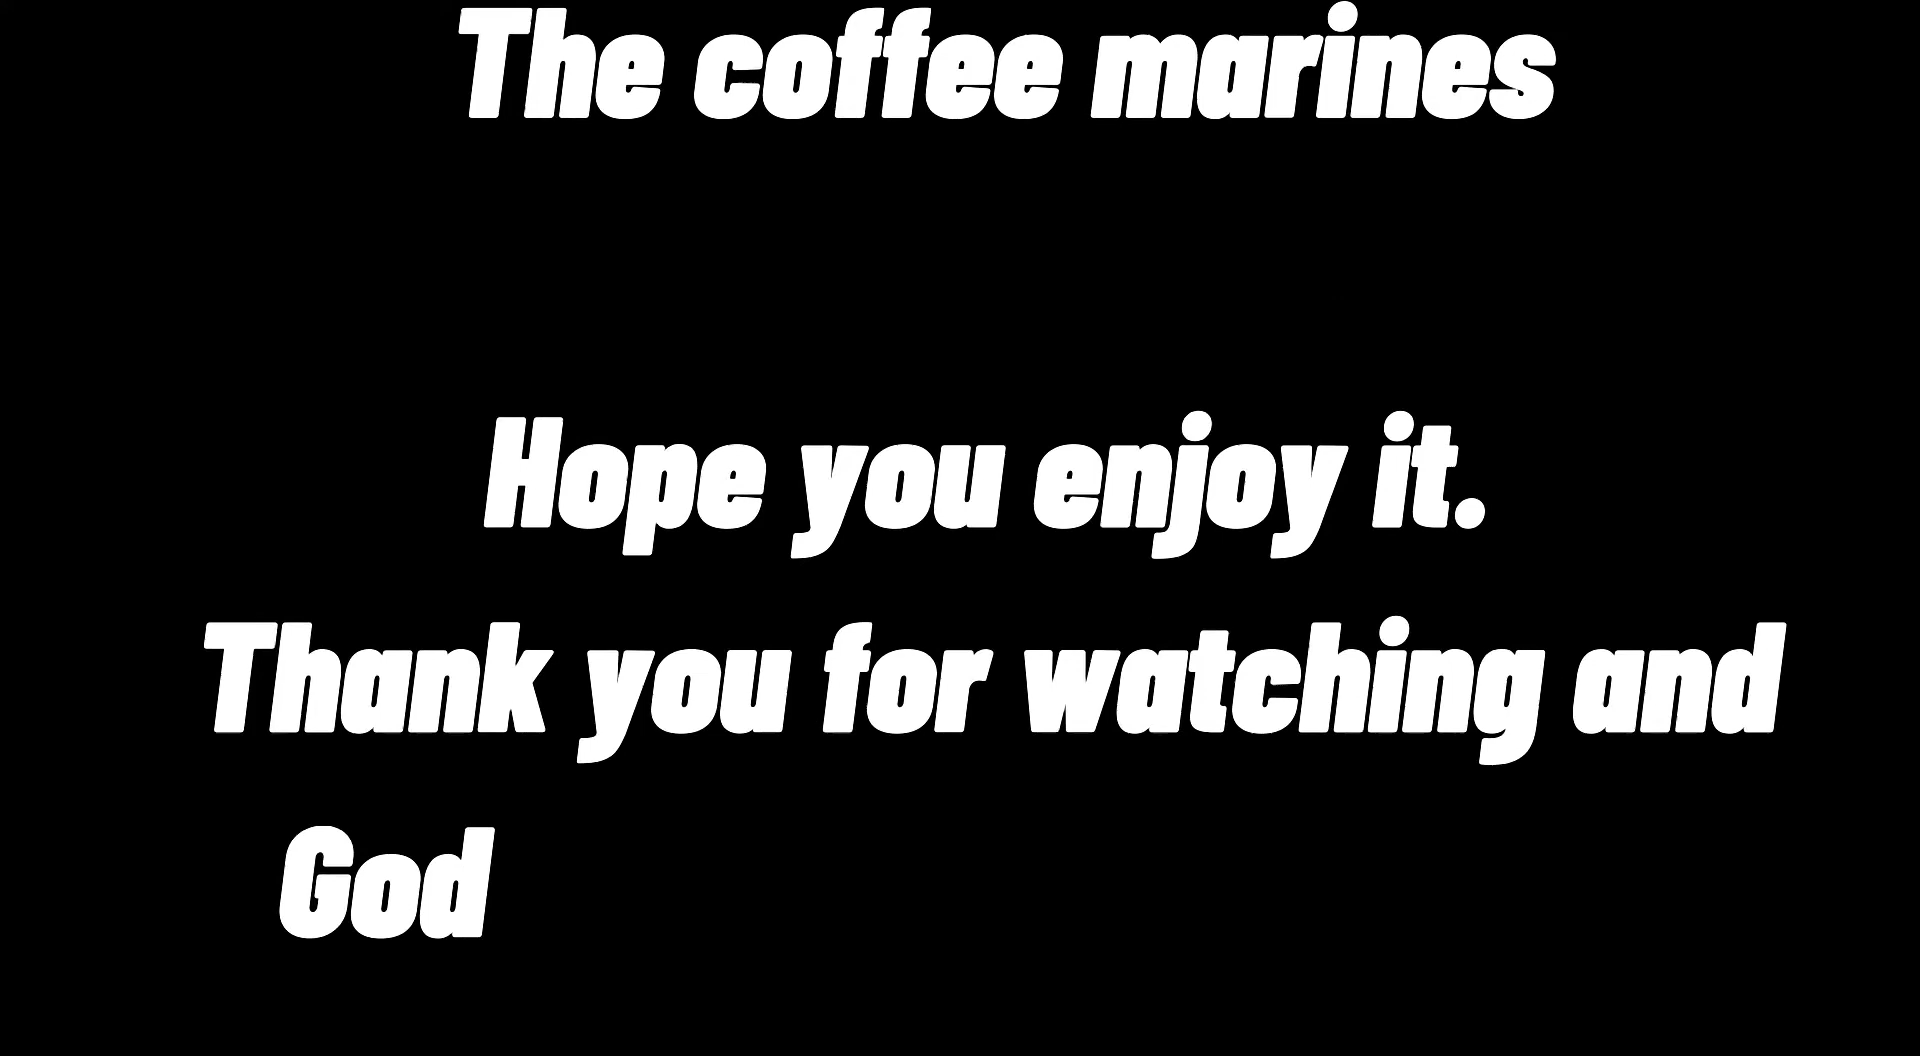 The coffee marines
Hope you enjoy it.
Thank you for watching and
God